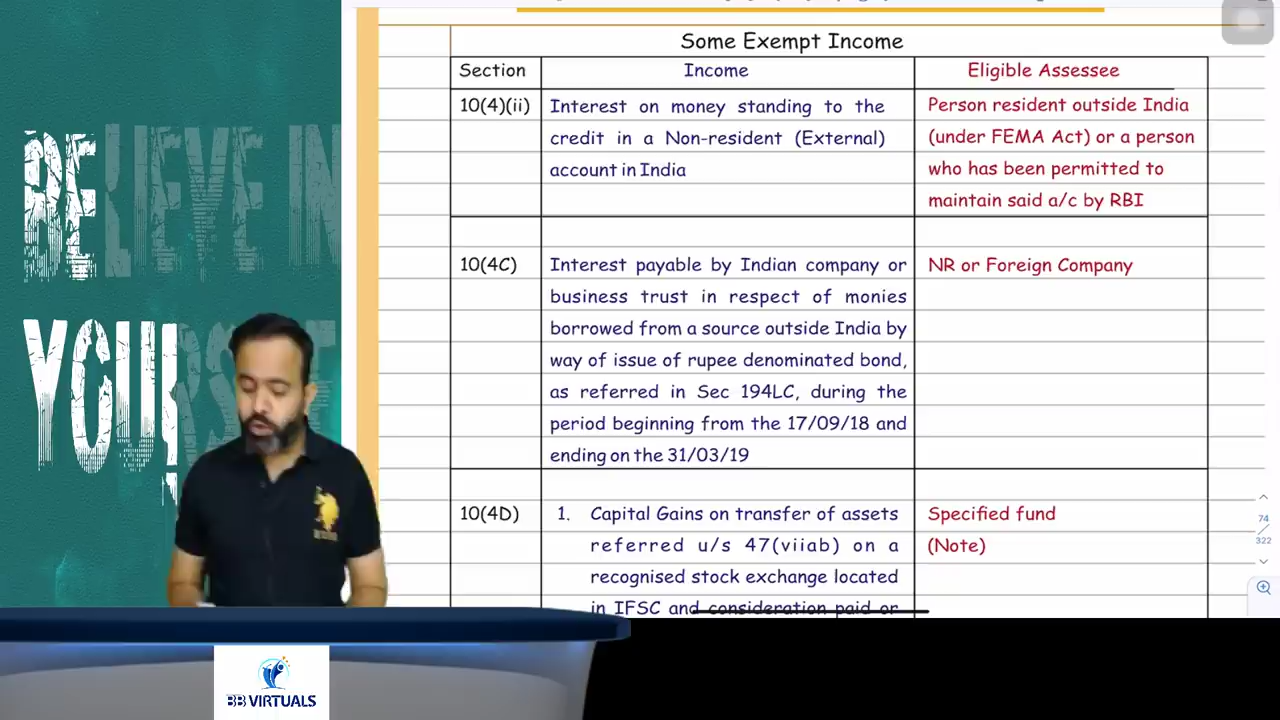 BELIEVE IN
YOU
Some Exempt Income
Section Income Eligible Assessee
10(4)(ii) Interest on money standing to the Person resident outside India
credit in a Non-resident (External) (under FEMA Act) or a person
account in India who has been permitted to
maintain said a/c by RBI
10(4C) Interest payable by Indian company or NR or Foreign Company
business trust in respect of monies
borrowed from a source outside India by
way of issue of rupee denominated bond,
as referred in Sec 194LC, during the
period beginning from the 17/09/18 and
ending on the 31/03/19
10(4D) 1. Capital Gains on transfer of assets Specified fund
referred u/s 47(viiab) on a (Note)
recognised stock exchange located
in IFSC and consideration paid or
74
322
BB VIRTUALS